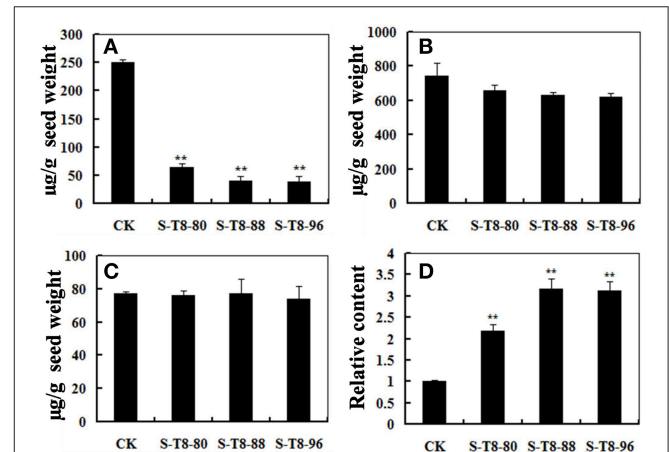 A
300
250
200
150
100
50
0
µg/g seed weight
**
**
**
CK S-T8-80 S-T8-88 S-T8-96
B
1000
800
600
400
200
0
µg/g seed weight
CK S-T8-80 S-T8-88 S-T8-96
C
100
80
60
40
20
0
µg/g seed weight
CK S-T8-80 S-T8-88 S-T8-96
D
4
3.5
3
2.5
2
1.5
1
0.5
0
Relative content
**
**
**
CK S-T8-80 S-T8-88 S-T8-96